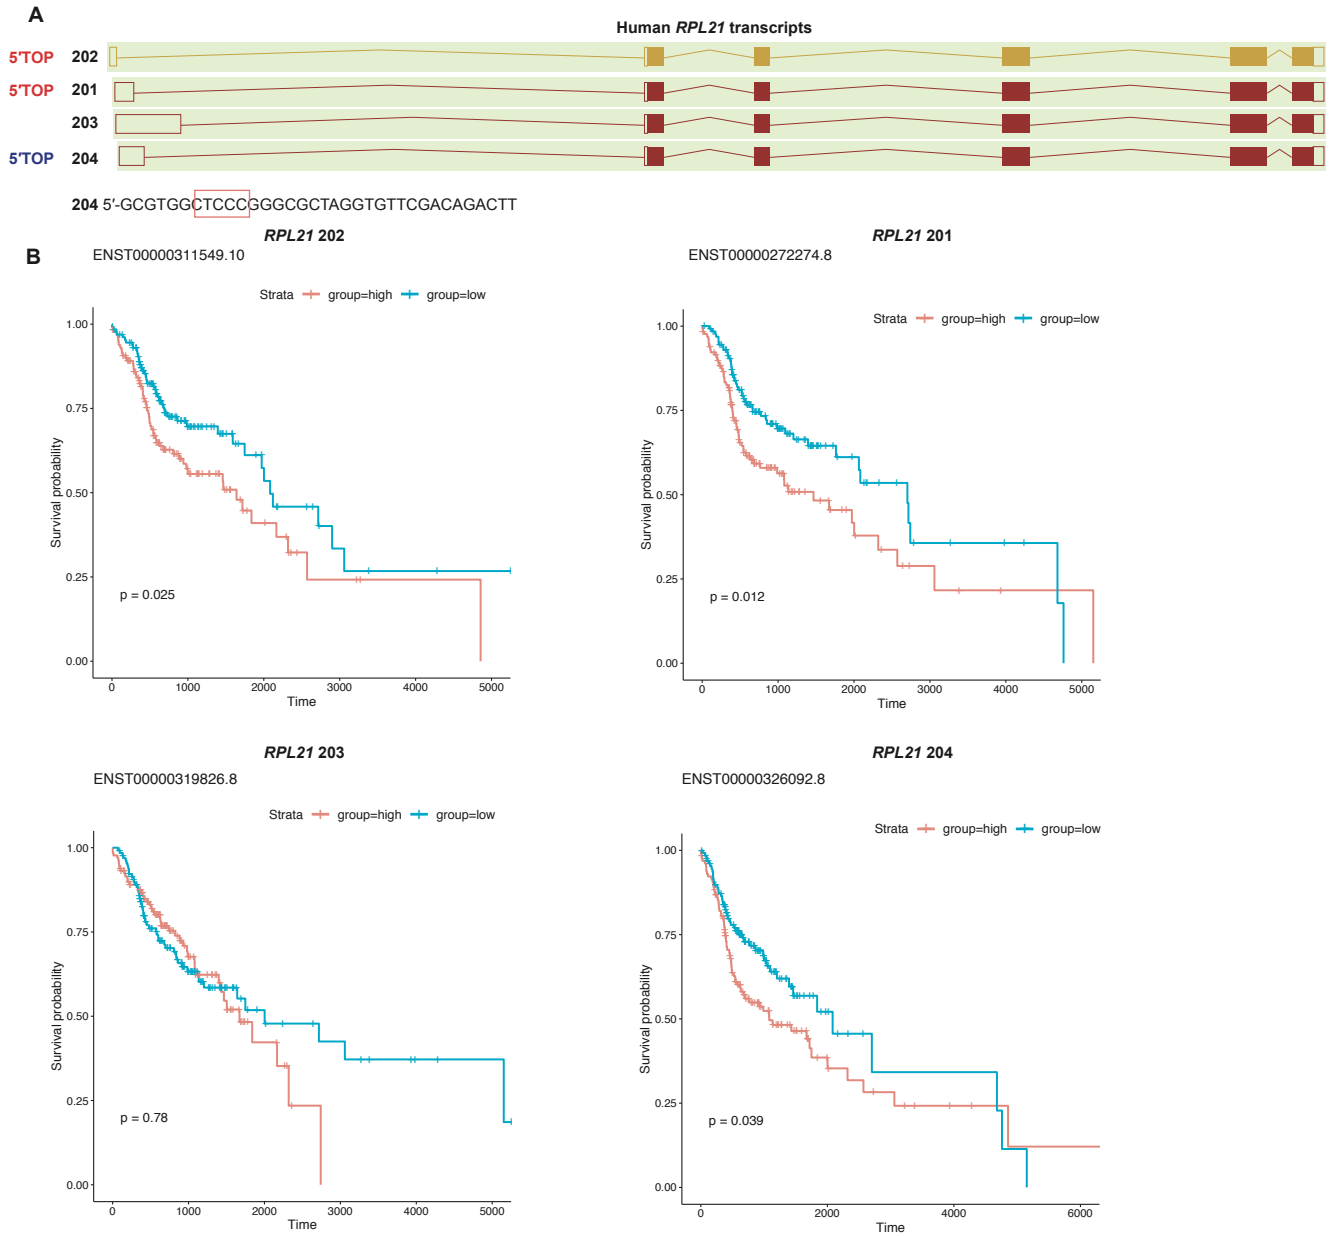 A
Human RPL21 transcripts
5'TOP 202
5'TOP 201
203
5'TOP 204
204 5'-GCGTGGCTCCCGGGCGCTAGGTGTTCGACAGACTT
B
RPL21 202
ENST00000311549.10
Strata group=high group=low
Survival probability
1.00
0.75
0.50
0.25
0.00
p = 0.025
0 1000 2000 3000 4000 5000
Time
RPL21 201
ENST00000272274.8
Strata group=high group=low
Survival probability
1.00
0.75
0.50
0.25
0.00
p = 0.012
0 1000 2000 3000 4000 5000
Time
RPL21 203
ENST00000319826.8
Strata group=high group=low
Survival probability
1.00
0.75
0.50
0.25
0.00
p = 0.78
0 1000 2000 3000 4000 5000
Time
RPL21 204
ENST00000326092.8
Strata group=high group=low
Survival probability
1.00
0.75
0.50
0.25
0.00
p = 0.039
0 2000 4000 6000
Time